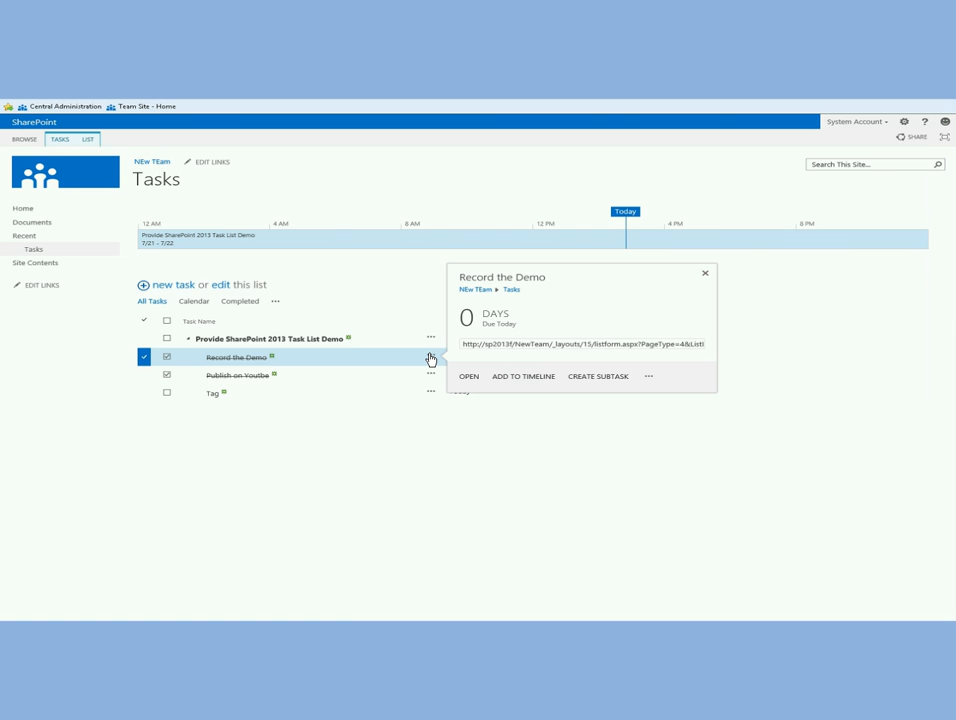 Central Administration Team Site - Home
SharePoint
System Account
?
BROWSE TASKS LIST
SHARE
NEw TEam EDIT LINKS
Search This Site...
Tasks
Home
Documents
Recent
Tasks
Site Contents
EDIT LINKS
Today
12 AM 4 AM 8 AM 12 PM 4 PM 8 PM
Provide SharePoint 2013 Task List Demo
7/21 - 7/22
new task or edit this list
All Tasks Calendar Completed ...
Task Name
Provide SharePoint 2013 Task List Demo ...
Record the Demo
Publish on Youtbe ...
Tag ...
Record the Demo
NEw TEam Tasks
0 DAYS
Due Today
http://sp2013f/NewTeam/_layouts/15/listform.aspx?PageType=4&Listi
OPEN ADD TO TIMELINE CREATE SUBTASK ...